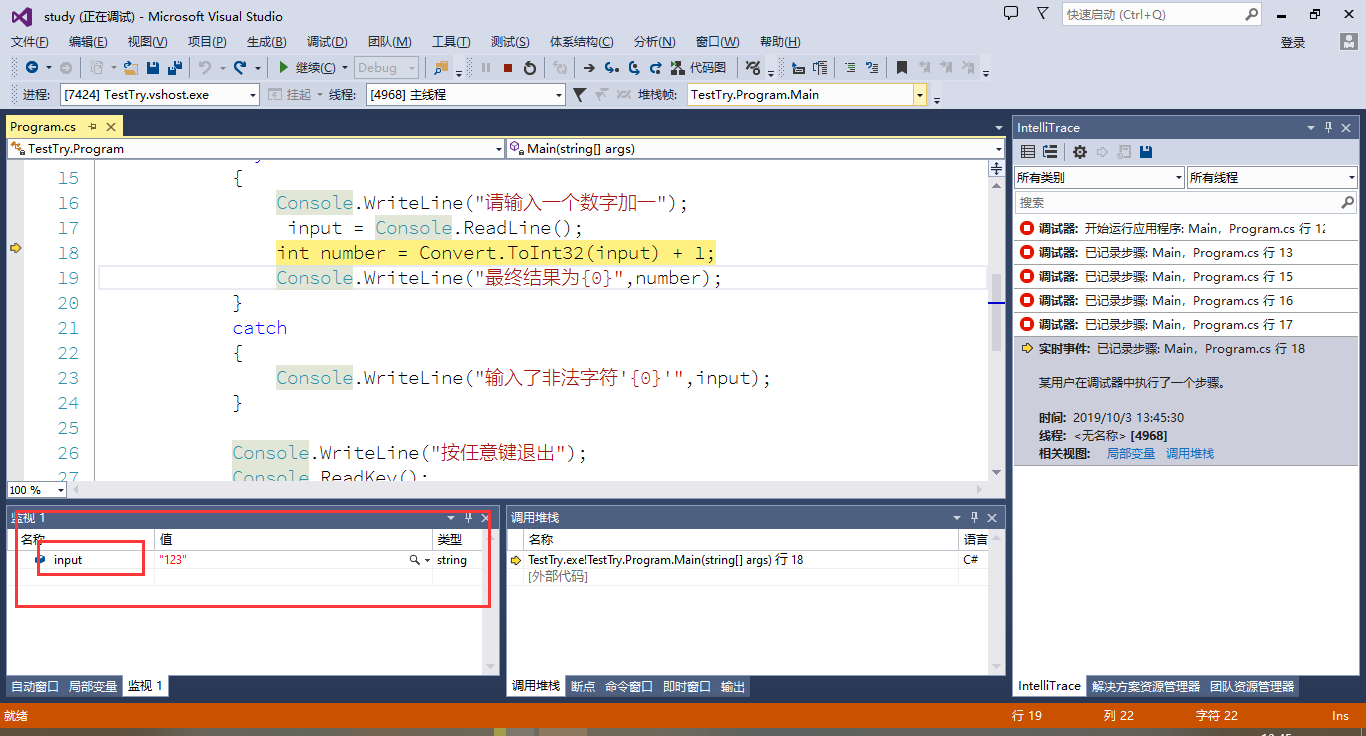 study (正在调试) - Microsoft Visual Studio
快速启动 (Ctrl+Q)
文件(F) 编辑(E) 视图(V) 项目(P) 生成(B) 调试(D) 团队(M) 工具(T) 测试(S) 体系结构(C) 分析(N) 窗口(W) 帮助(H) 登录
继续(C) Debug 代码图
进程: [7424] TestTry.vshost.exe 挂起 线程: [4968] 主线程 堆栈帧: TestTry.Program.Main
Program.cs
TestTry.Program Main(string[] args)
15 {
16 Console.WriteLine("请输入一个数字加一");
17 input = Console.ReadLine();
18 int number = Convert.ToInt32(input) + 1;
19 Console.WriteLine("最终结果为{0}",number);
20 }
21 catch
22 {
23 Console.WriteLine("输入了非法字符'{0}'",input);
24 }
25
26 Console.WriteLine("按任意键退出");
27 Console.ReadKey();
100 %
监视 1
名称 值 类型
input "123" string
自动窗口 局部变量 监视 1
调用堆栈
名称 语言
TestTry.exe!TestTry.Program.Main(string[] args) 行 18 C#
[外部代码]
调用堆栈 断点 命令窗口 即时窗口 输出
IntelliTrace
所有类别 所有线程
搜索
调试器: 开始运行应用程序: Main, Program.cs 行 12
调试器: 已记录步骤: Main, Program.cs 行 13
调试器: 已记录步骤: Main, Program.cs 行 15
调试器: 已记录步骤: Main, Program.cs 行 16
调试器: 已记录步骤: Main, Program.cs 行 17
实时事件: 已记录步骤: Main, Program.cs 行 18
某用户在调试器中执行了一个步骤。
时间: 2019/10/3 13:45:30
线程: <无名称> [4968]
相关视图: 局部变量 调用堆栈
IntelliTrace 解决方案资源管理器 团队资源管理器
就绪 行 19 列 22 字符 22 Ins